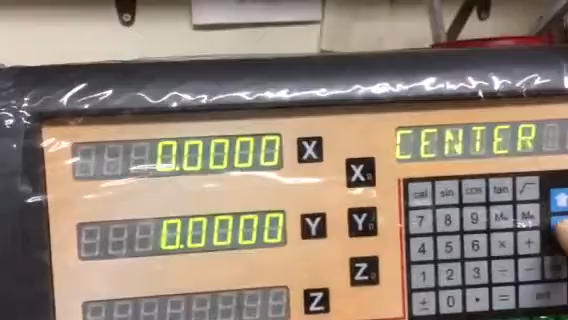 0.0000 X CENTER
X₀
cal sin cos tan √
7 8 9
0.0000 Y Y₀
4 5 6 × +
Z₀
1 2 3 ÷ −
Z
± 0 • =